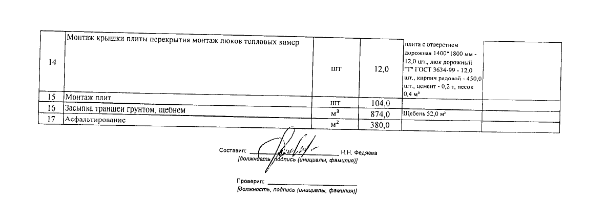 Монтаж крышки плиты перекрытия монтаж люков тепловых камер
14
шт
12,0
плита с отверстием
дорожная 1400*1800 мм -
12,0 шт., люк дорожный
"Т" ГОСТ 3634-99 - 12,0
шт., кирпич рядовой - 450,0
шт., цемент - 0,2 т, песок
0,4 м³
15 Монтаж плит шт 104,0
16 Засыпка траншеи грунтом, щебнем м³ 874,0 Щебень 52,0 м³
17 Асфальтирование м² 380,0
Составил: И.Н. Федяева
[должность, подпись (инициалы, фамилия)]
Проверил:
[должность, подпись (инициалы, фамилия)]